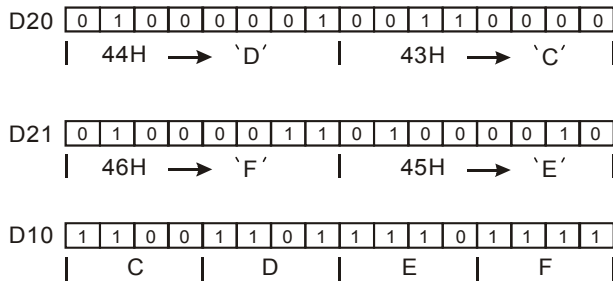 D20 0 1 0 0 0 0 0 1 0 0 1 1 0 0 0 0
44H → `D´ 43H → `C´
D21 0 1 0 0 0 0 1 1 0 1 0 0 0 0 1 0
46H → `F´ 45H → `E´
D10 1 1 0 0 1 1 0 1 1 1 1 0 1 1 1 1
C D E F